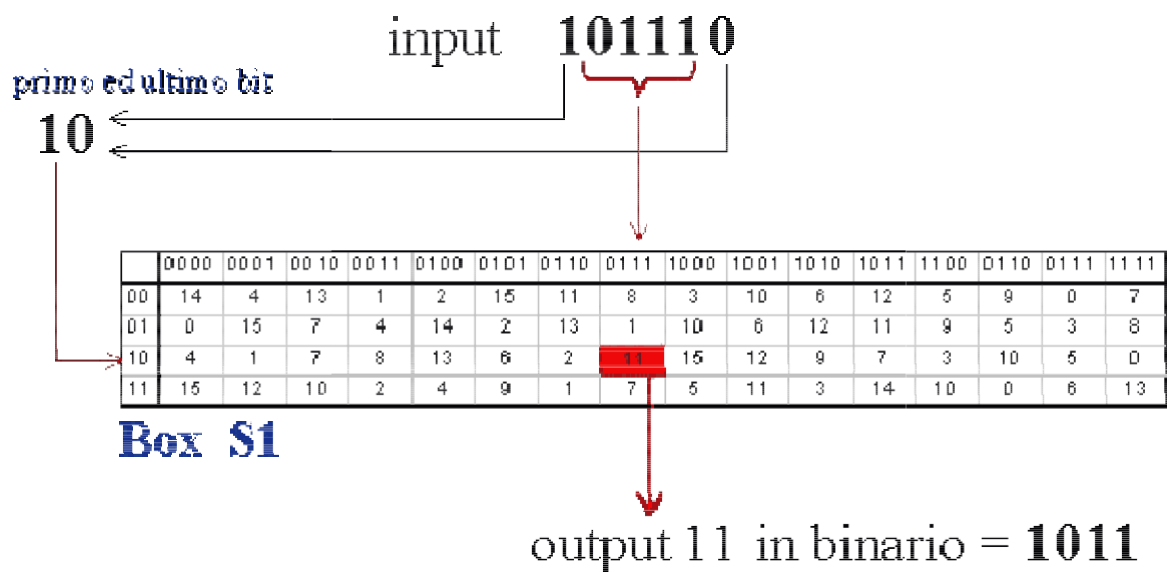 input 101110
primo ed ultimo bit
10
0000 0001 0010 0011 0100 0101 0110 0111 1000 1001 1010 1011 1100 0110 0111 1111
00 14 4 13 1 2 15 11 8 3 10 6 12 5 9 0 7
01 0 15 7 4 14 2 13 1 10 6 12 11 9 5 3 8
10 4 1 7 8 13 6 2 11 15 12 9 7 3 10 5 0
11 15 12 10 2 4 9 1 7 5 11 3 14 10 0 6 13
Box S1
output 11 in binario = 1011